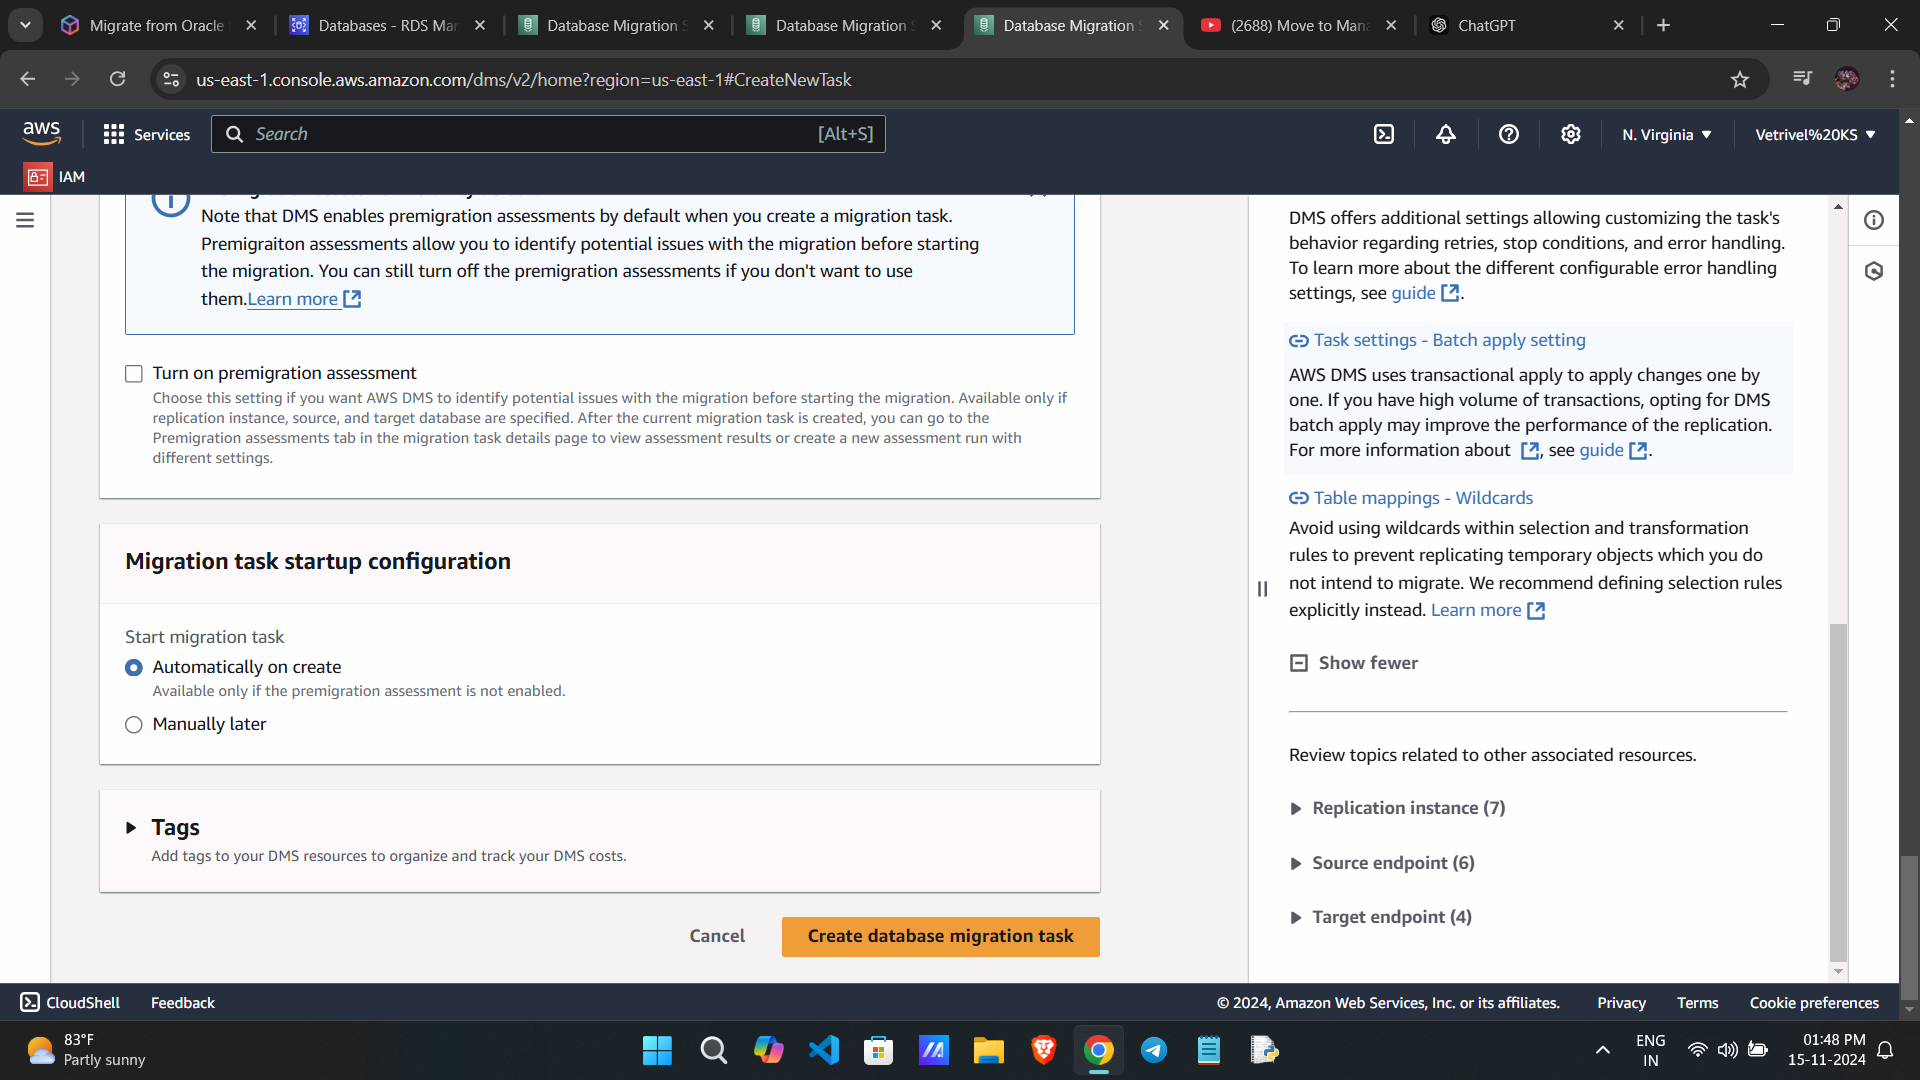 Migrate from Oracle
Databases - RDS Man
Database Migration S
Database Migration S
Database Migration S
(2688) Move to Mana
ChatGPT
us-east-1.console.aws.amazon.com/dms/v2/home?region=us-east-1#CreateNewTask
aws
Services
Search
[Alt+S]
N. Virginia
Vetrivel%20KS
IAM
Note that DMS enables premigration assessments by default when you create a migration task.
Premigraiton assessments allow you to identify potential issues with the migration before starting
the migration. You can still turn off the premigration assessments if you don't want to use
them.Learn more
Turn on premigration assessment
Choose this setting if you want AWS DMS to identify potential issues with the migration before starting the migration. Available only if
replication instance, source, and target database are specified. After the current migration task is created, you can go to the
Premigration assessments tab in the migration task details page to view assessment results or create a new assessment run with
different settings.
Migration task startup configuration
Start migration task
Automatically on create
Available only if the premigration assessment is not enabled.
Manually later
Tags
Add tags to your DMS resources to organize and track your DMS costs.
Cancel
Create database migration task
DMS offers additional settings allowing customizing the task's
behavior regarding retries, stop conditions, and error handling.
To learn more about the different configurable error handling
settings, see guide.
Task settings - Batch apply setting
AWS DMS uses transactional apply to apply changes one by
one. If you have high volume of transactions, opting for DMS
batch apply may improve the performance of the replication.
For more information about , see guide.
Table mappings - Wildcards
Avoid using wildcards within selection and transformation
rules to prevent replicating temporary objects which you do
not intend to migrate. We recommend defining selection rules
explicitly instead. Learn more
Show fewer
Review topics related to other associated resources.
Replication instance (7)
Source endpoint (6)
Target endpoint (4)
CloudShell
Feedback
© 2024, Amazon Web Services, Inc. or its affiliates.
Privacy
Terms
Cookie preferences
83°F
Partly sunny
ENG
IN
01:48 PM
15-11-2024